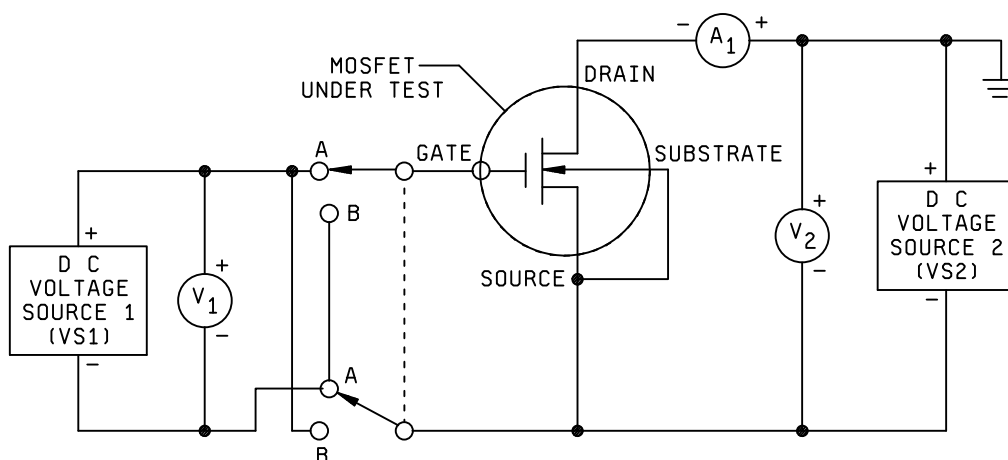 - A1 +
MOSFET
UNDER TEST
DRAIN
A
GATE
SUBSTRATE
B
+
D C
VOLTAGE
SOURCE 1
(VS1)
-
+
V1
-
SOURCE
+
V2
-
+
D C
VOLTAGE
SOURCE 2
(VS2)
-
A
B